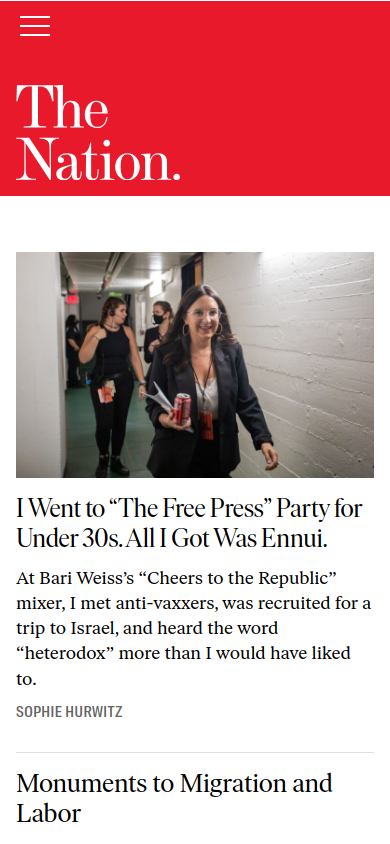 The
Nation.
I Went to “The Free Press” Party for
Under 30s. All I Got Was Ennui.
At Bari Weiss’s “Cheers to the Republic”
mixer, I met anti-vaxxers, was recruited for a
trip to Israel, and heard the word
“heterodox” more than I would have liked
to.
SOPHIE HURWITZ
Monuments to Migration and
Labor